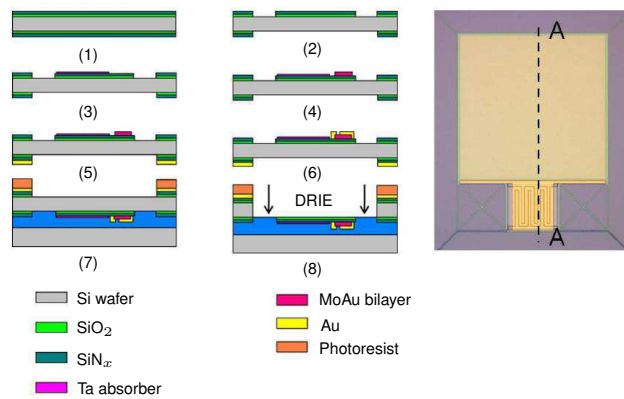 (1)
(2)
(3)
(4)
(5)
(6)
DRIE
(7)
(8)
Si wafer
SiO₂
SiNₓ
Ta absorber
MoAu bilayer
Au
Photoresist
A
A